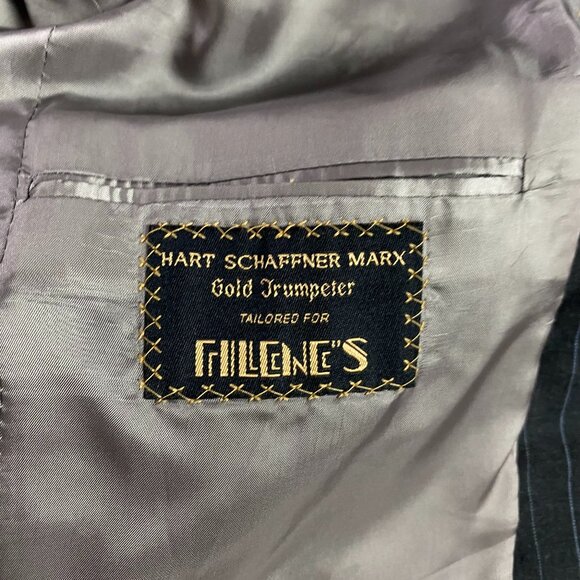 HART SCHAFFNER MARX
Gold Trumpeter
TAILORED FOR
FILENE'S